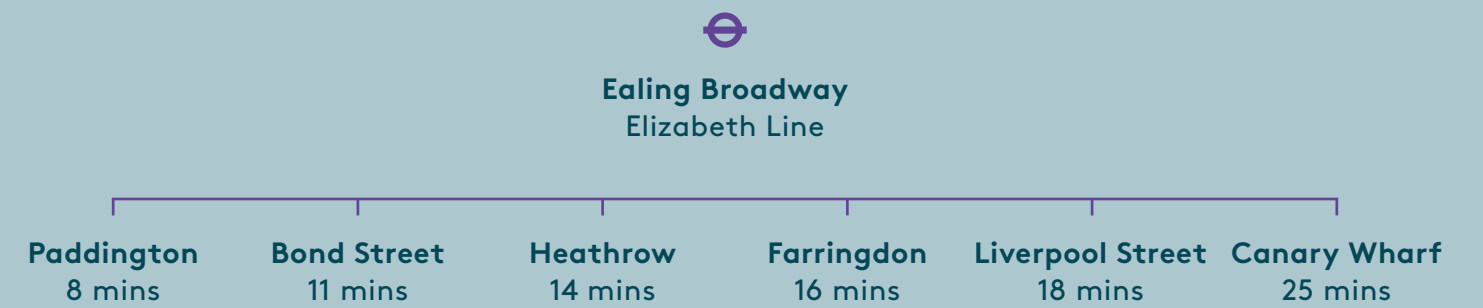 Ealing Broadway
Elizabeth Line
Paddington
8 mins
Bond Street
11 mins
Heathrow
14 mins
Farringdon
16 mins
Liverpool Street
18 mins
Canary Wharf
25 mins